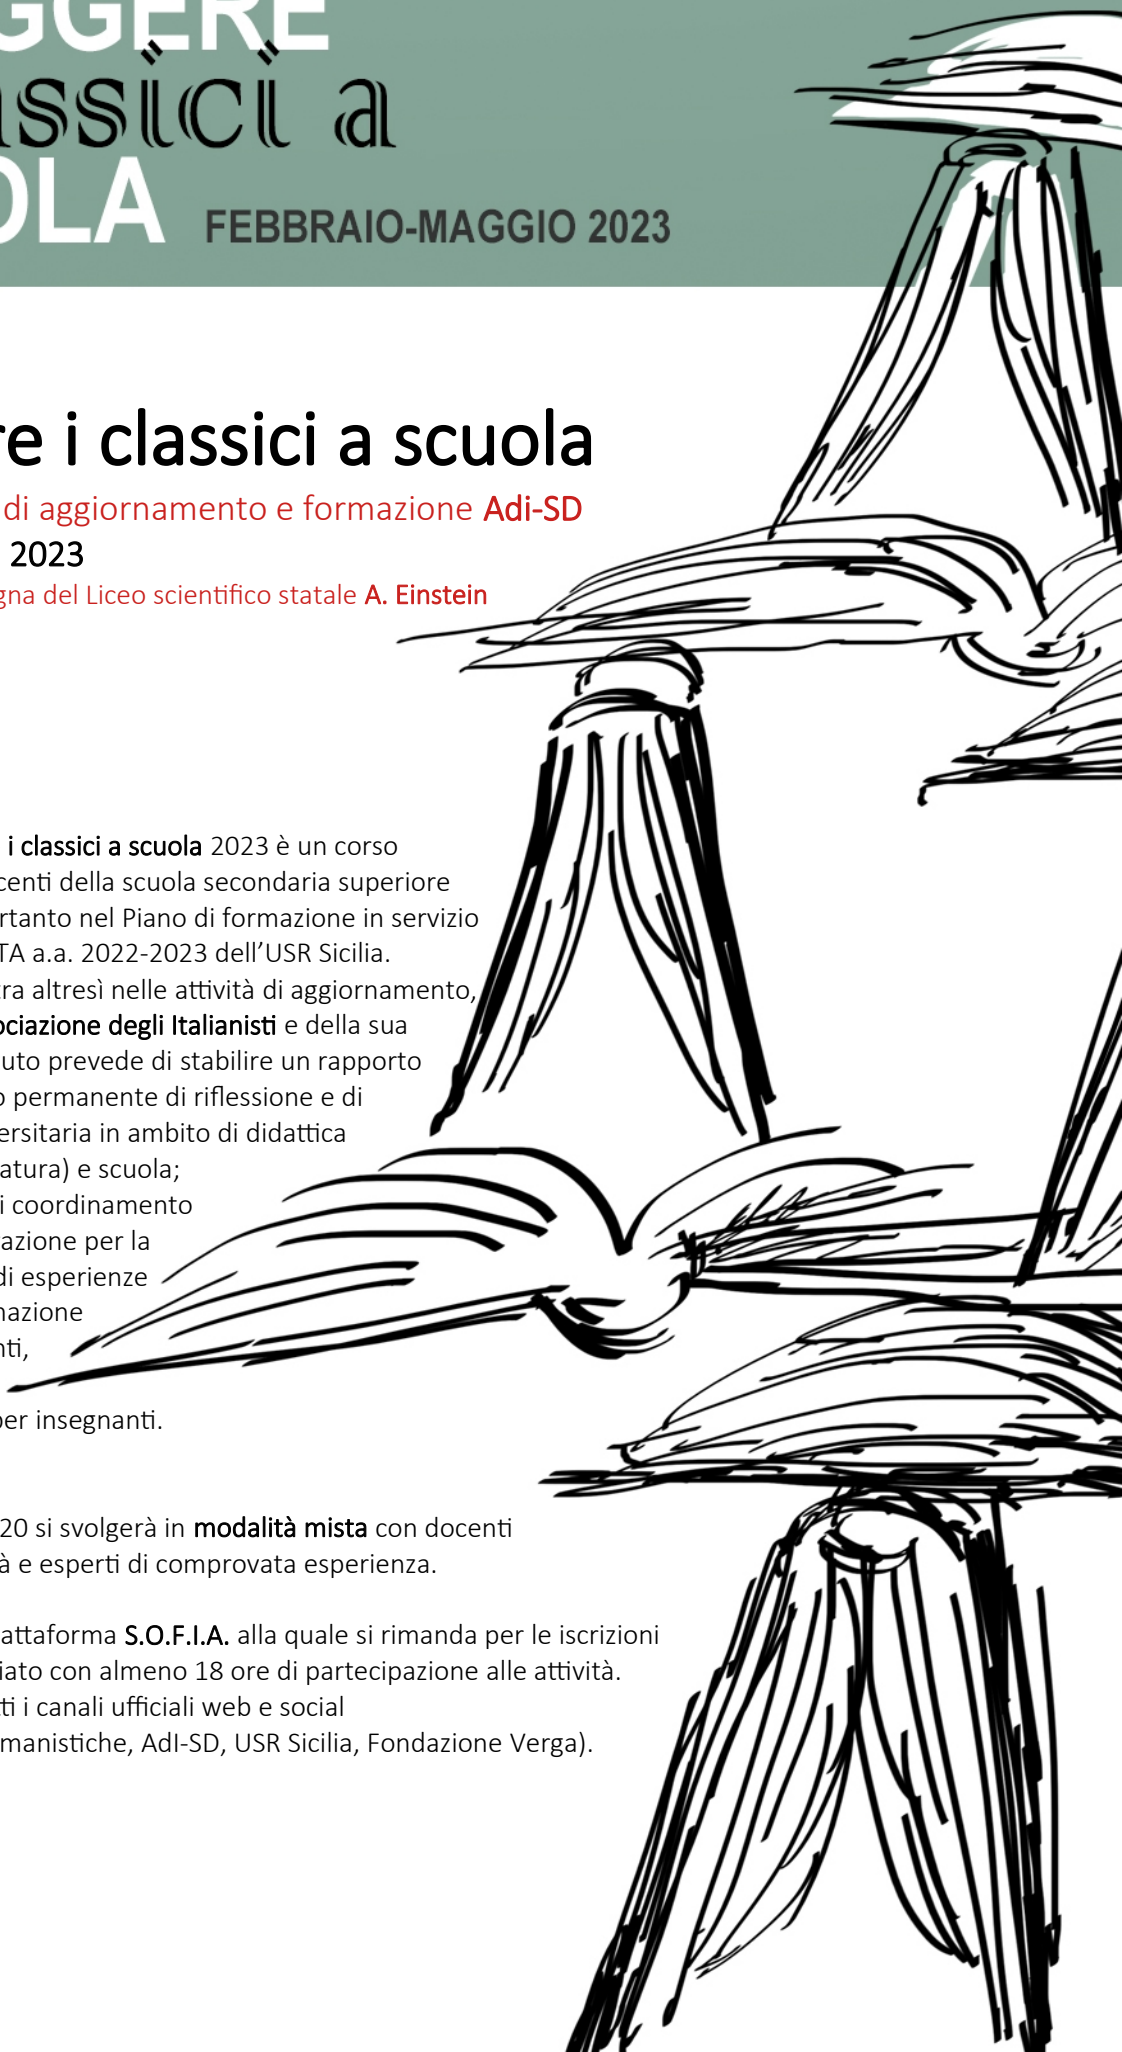 GGERE
assici a
OLA FEBBRAIO-MAGGIO 2023
re i classici a scuola
di aggiornamento e formazione Adi-SD
2023
gna del Liceo scientifico statale A. Einstein
i classici a scuola 2023 è un corso
centi della scuola secondaria superiore
rtanto nel Piano di formazione in servizio
TA a.a. 2022-2023 dell’USR Sicilia.
tra altresì nelle attività di aggiornamento,
ociazione degli Italianisti e della sua
uto prevede di stabilire un rapporto
o permanente di riflessione e di
ersitaria in ambito di didattica
atura) e scuola;
i coordinamento
azione per la
di esperienze
mazione
nti,
per insegnanti.
20 si svolgerà in modalità mista con docenti
à e esperti di comprovata esperienza.
attaforma S.O.F.I.A. alla quale si rimanda per le iscrizioni
iato con almeno 18 ore di partecipazione alle attività.
tti i canali ufficiali web e social
manistiche, AdI-SD, USR Sicilia, Fondazione Verga).